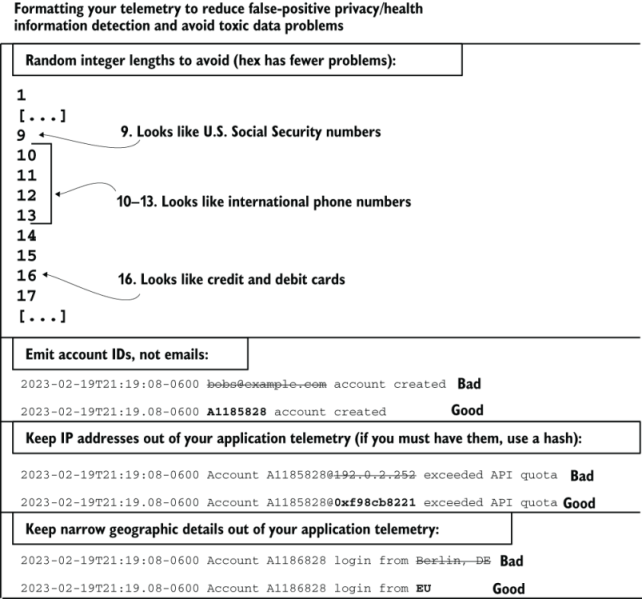 Formatting your telemetry to reduce false-positive privacy/health
information detection and avoid toxic data problems
Random integer lengths to avoid (hex has fewer problems):
1
[...]
9
9. Looks like U.S. Social Security numbers
10
11
12
10–13. Looks like international phone numbers
13
14
15
16
16. Looks like credit and debit cards
17
[...]
Emit account IDs, not emails:
2023-02-19T21:19:08-0600 bobs@example.com account created Bad
2023-02-19T21:19.08-0600 A1185828 account created Good
Keep IP addresses out of your application telemetry (if you must have them, use a hash):
2023-02-19T21:19:08-0600 Account A1185828@192.0.2.252 exceeded API quota Bad
2023-02-19T21:19.08-0600 Account A1185828@0xf98cb8221 exceeded API quota Good
Keep narrow geographic details out of your application telemetry:
2023-02-19T21:19:08-0600 Account A1186828 login from Berlin, DE Bad
2023-02-19T21:19.08-0600 Account A1186828 login from EU Good